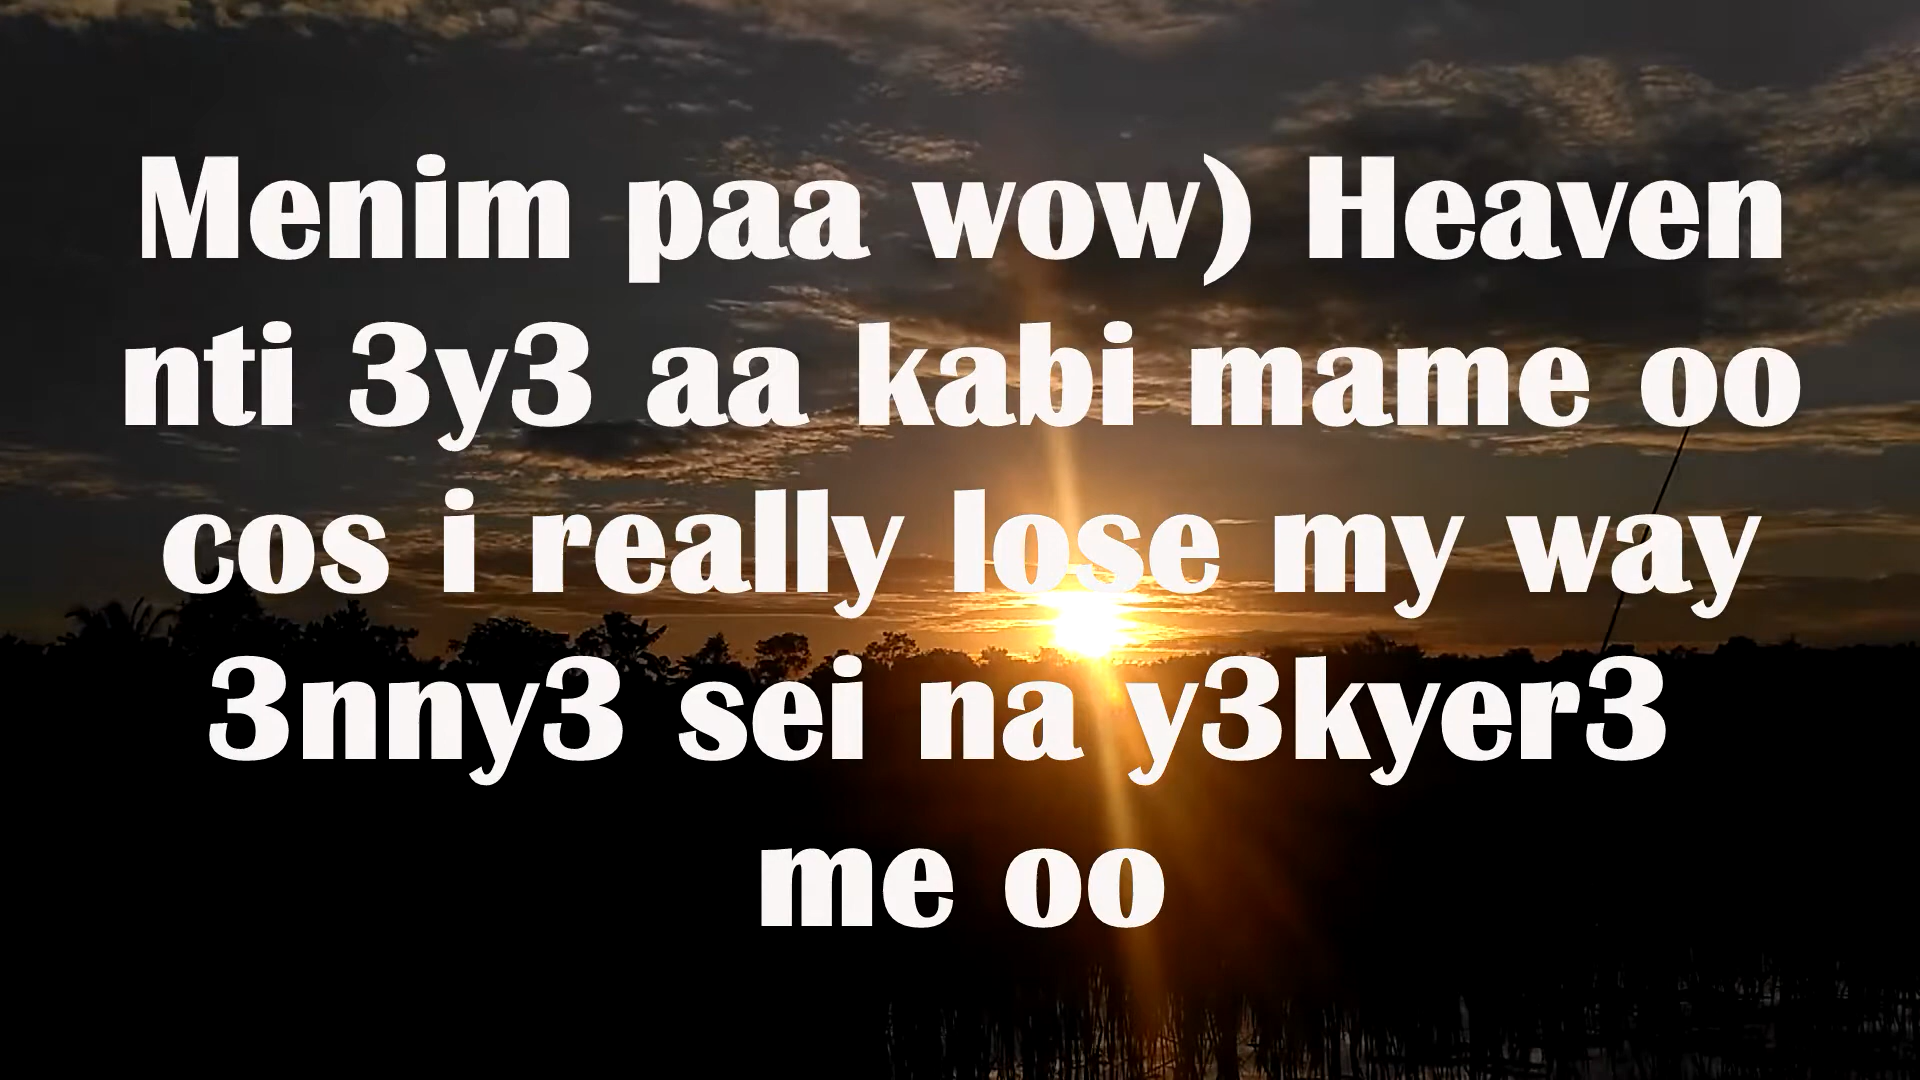 Menim paa wow) Heaven
nti 3y3 aa kabi mame oo
cos i really lose my way
3nny3 sei na y3kyer3
me oo